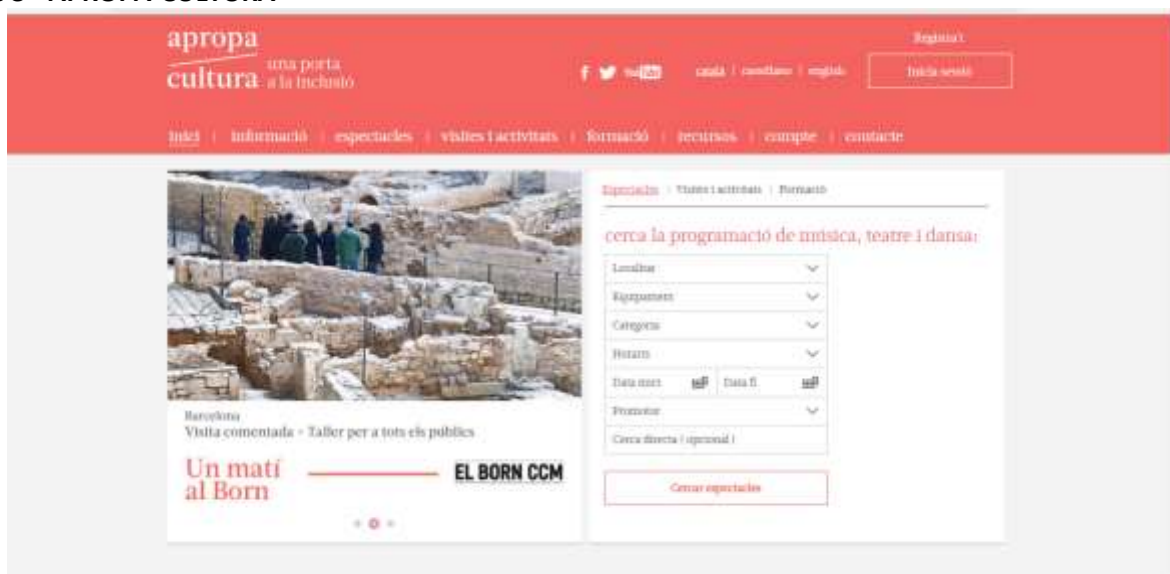 apropa
cultura
una porta
a la inclusió
Registra't
YouTube
català | castellano | english
Inicia sessió
Inici | informació | espectacles | visites i activitats | formació | recursos | compte | contacte
Espectacles | Visites i activitats | Formació
cerca la programació de música, teatre i dansa:
Localitat
Equipament
Categoria
Horaris
Data inici
Data fi
Promotor
Cerca directa ( opcional )
Cercar espectacles
Barcelona
Visita comentada - Taller per a tots els públics
Un matí
al Born
EL BORN CCM